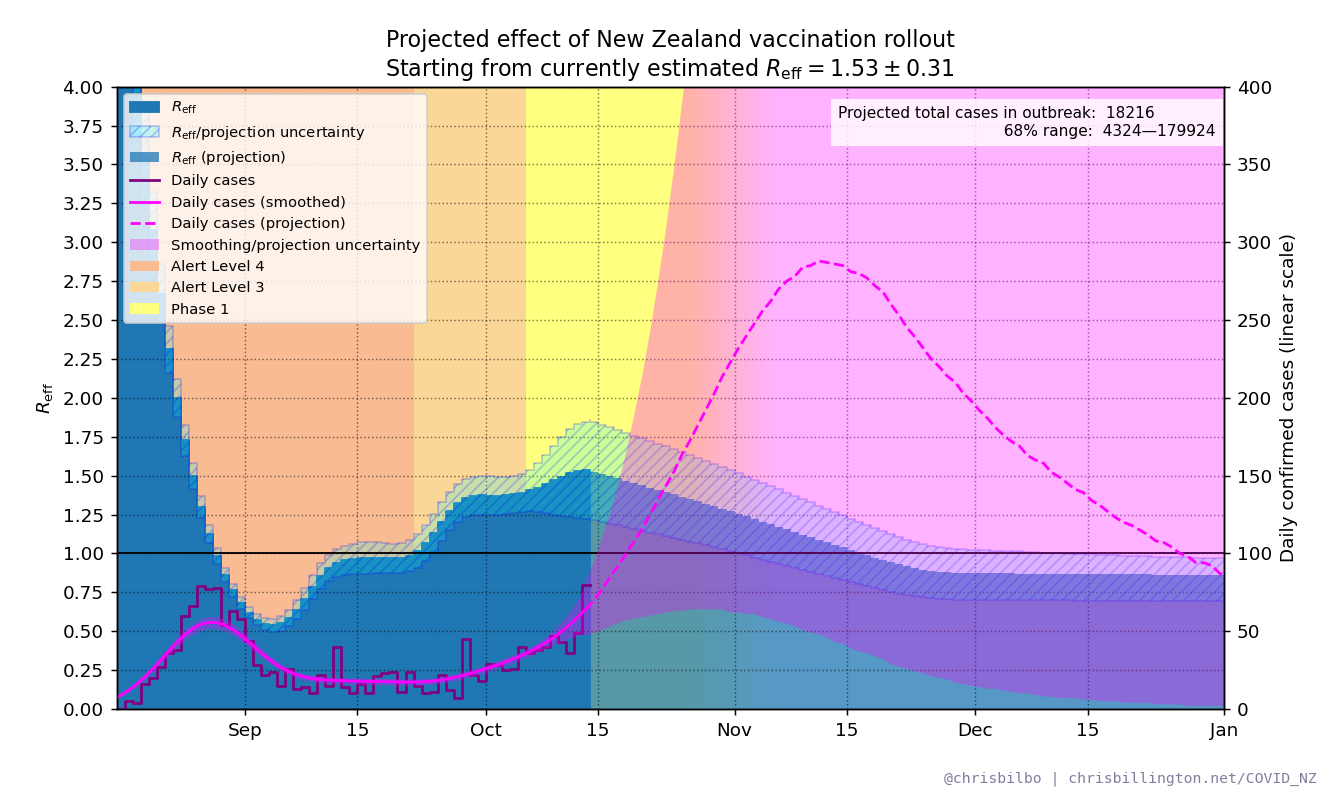 Projected effect of New Zealand vaccination rollout
Starting from currently estimated R_eff = 1.53 ± 0.31
R_eff
R_eff/projection uncertainty
R_eff (projection)
Daily cases
Daily cases (smoothed)
Daily cases (projection)
Smoothing/projection uncertainty
Alert Level 4
Alert Level 3
Phase 1
Projected total cases in outbreak: 18216
68% range: 4324—179924
4.00
3.75
3.50
3.25
3.00
2.75
2.50
2.25
2.00
1.75
1.50
1.25
1.00
0.75
0.50
0.25
0.00
R_eff
400
350
300
250
200
150
100
50
0
Daily confirmed cases (linear scale)
Sep 15 Oct 15 Nov 15 Dec 15 Jan
@chrisbilbo | chrisbillington.net/COVID_NZ